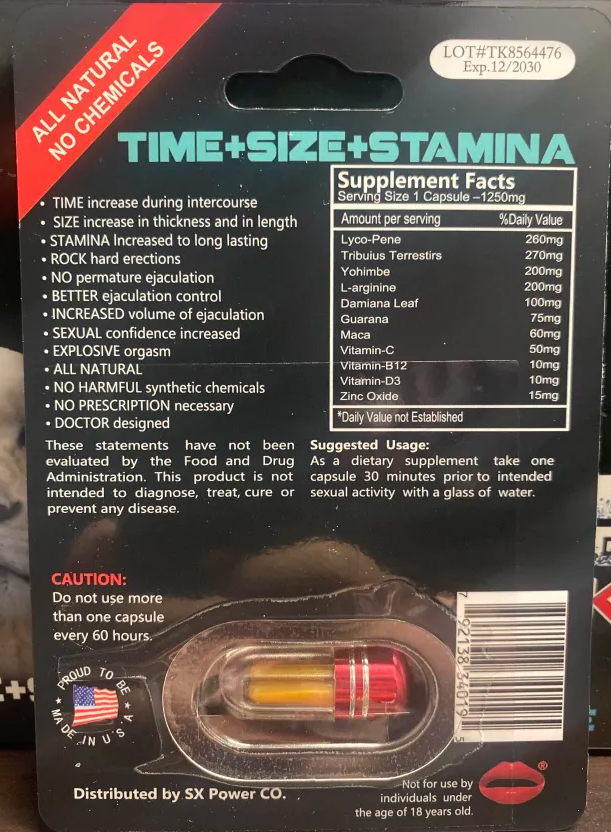 ALL NATURAL
NO CHEMICALS
LOT#TK8564476
Exp.12/2030
TIME+SIZE+STAMINA
• TIME increase during intercourse
• SIZE increase in thickness and in length
• STAMINA Increased to long lasting
• ROCK hard erections
• NO permature ejaculation
• BETTER ejaculation control
• INCREASED volume of ejaculation
• SEXUAL confidence increased
• EXPLOSIVE orgasm
• ALL NATURAL
• NO HARMFUL synthetic chemicals
• NO PRESCRIPTION necessary
• DOCTOR designed
Supplement Facts
Serving Size 1 Capsule –1250mg
Amount per serving %Daily Value
Lyco-Pene 260mg
Tribuius Terrestirs 270mg
Yohimbe 200mg
L-arginine 200mg
Damiana Leaf 100mg
Guarana 75mg
Maca 60mg
Vitamin-C 50mg
Vitamin-B12 10mg
Vitamin-D3 10mg
Zinc Oxide 15mg
*Daily Value not Established
These statements have not been
evaluated by the Food and Drug
Administration. This product is not
intended to diagnose, treat, cure or
prevent any disease.
Suggested Usage:
As a dietary supplement take one
capsule 30 minutes prior to intended
sexual activity with a glass of water.
CAUTION:
Do not use more
than one capsule
every 60 hours.
PROUD TO BE
MADE IN USA
7 92138 34019 5
Distributed by SX Power CO.
Not for use by
individuals under
the age of 18 years old.
®